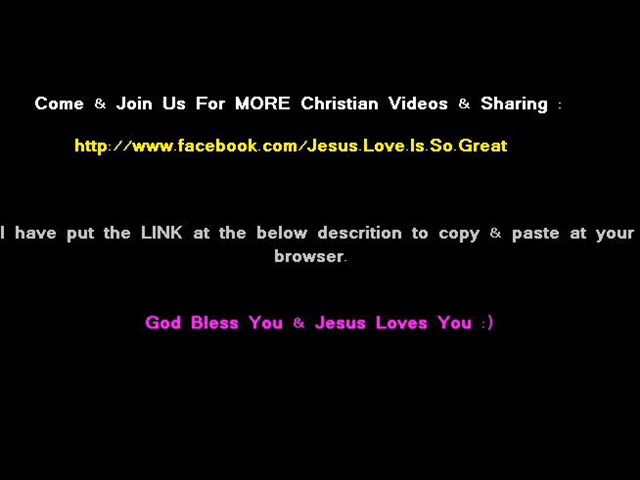 Come & Join Us For MORE Christian Videos & Sharing :
http://www.facebook.com/Jesus.Love.Is.So.Great
I have put the LINK at the below descrition to copy & paste at your
browser.
God Bless You & Jesus Loves You :)